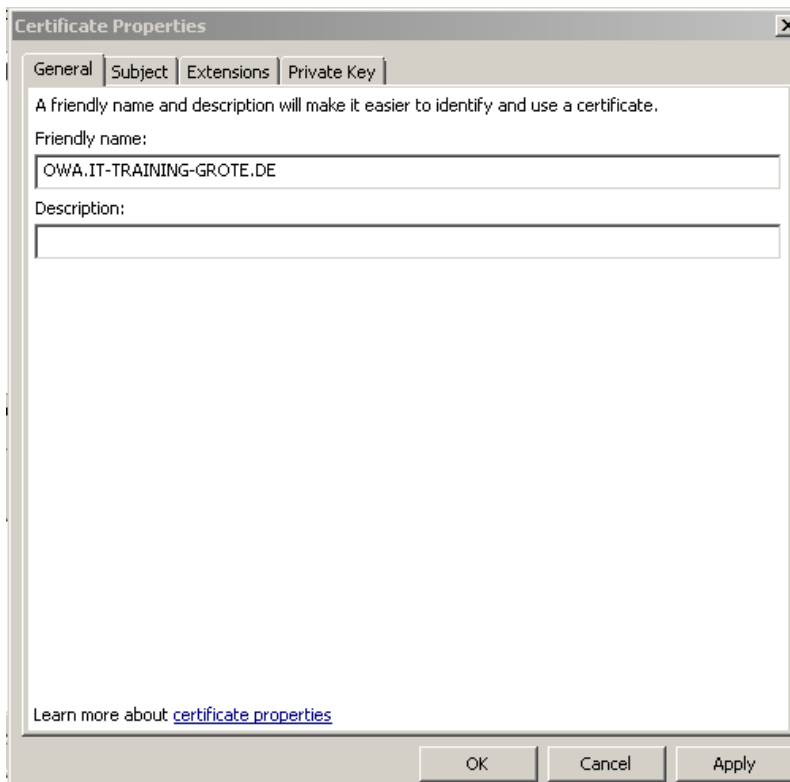 Certificate Properties
General Subject Extensions Private Key
A friendly name and description will make it easier to identify and use a certificate.
Friendly name:
OWA.IT-TRAINING-GROTE.DE
Description:
Learn more about certificate properties
OK Cancel Apply